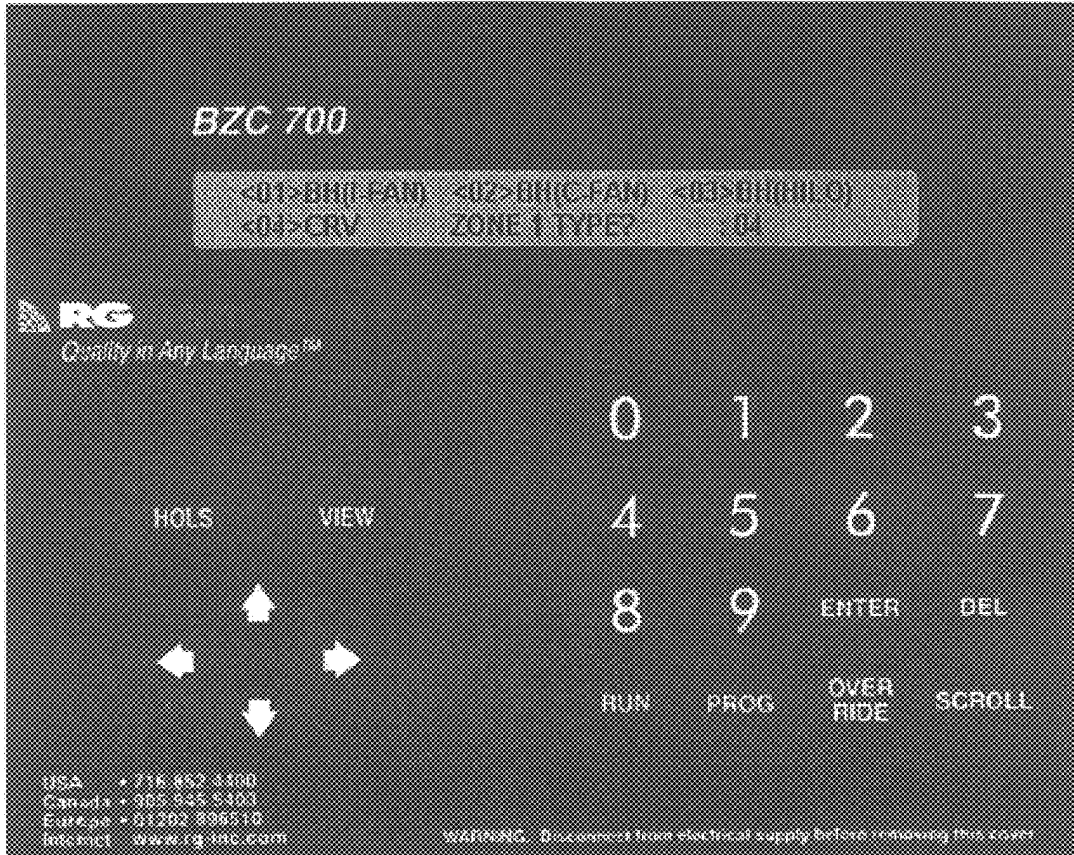 BZC 700
<01>BH(I-FAN) <02>BH(C-FAN) <03>BH(HILO)
<04>CRV ZONE 1 TYPE? : 04
RG
Quality in Any Language™
0 1 2 3
HOLS VIEW 4 5 6 7
8 9 ENTER DEL
RUN PROG OVER RIDE SCROLL
USA • 716 852 4400
Canada • 905 945 5403
Europe • 01202 896510
Internet www.rg-inc.com
WARNING. Disconnect from electrical supply before removing this cover